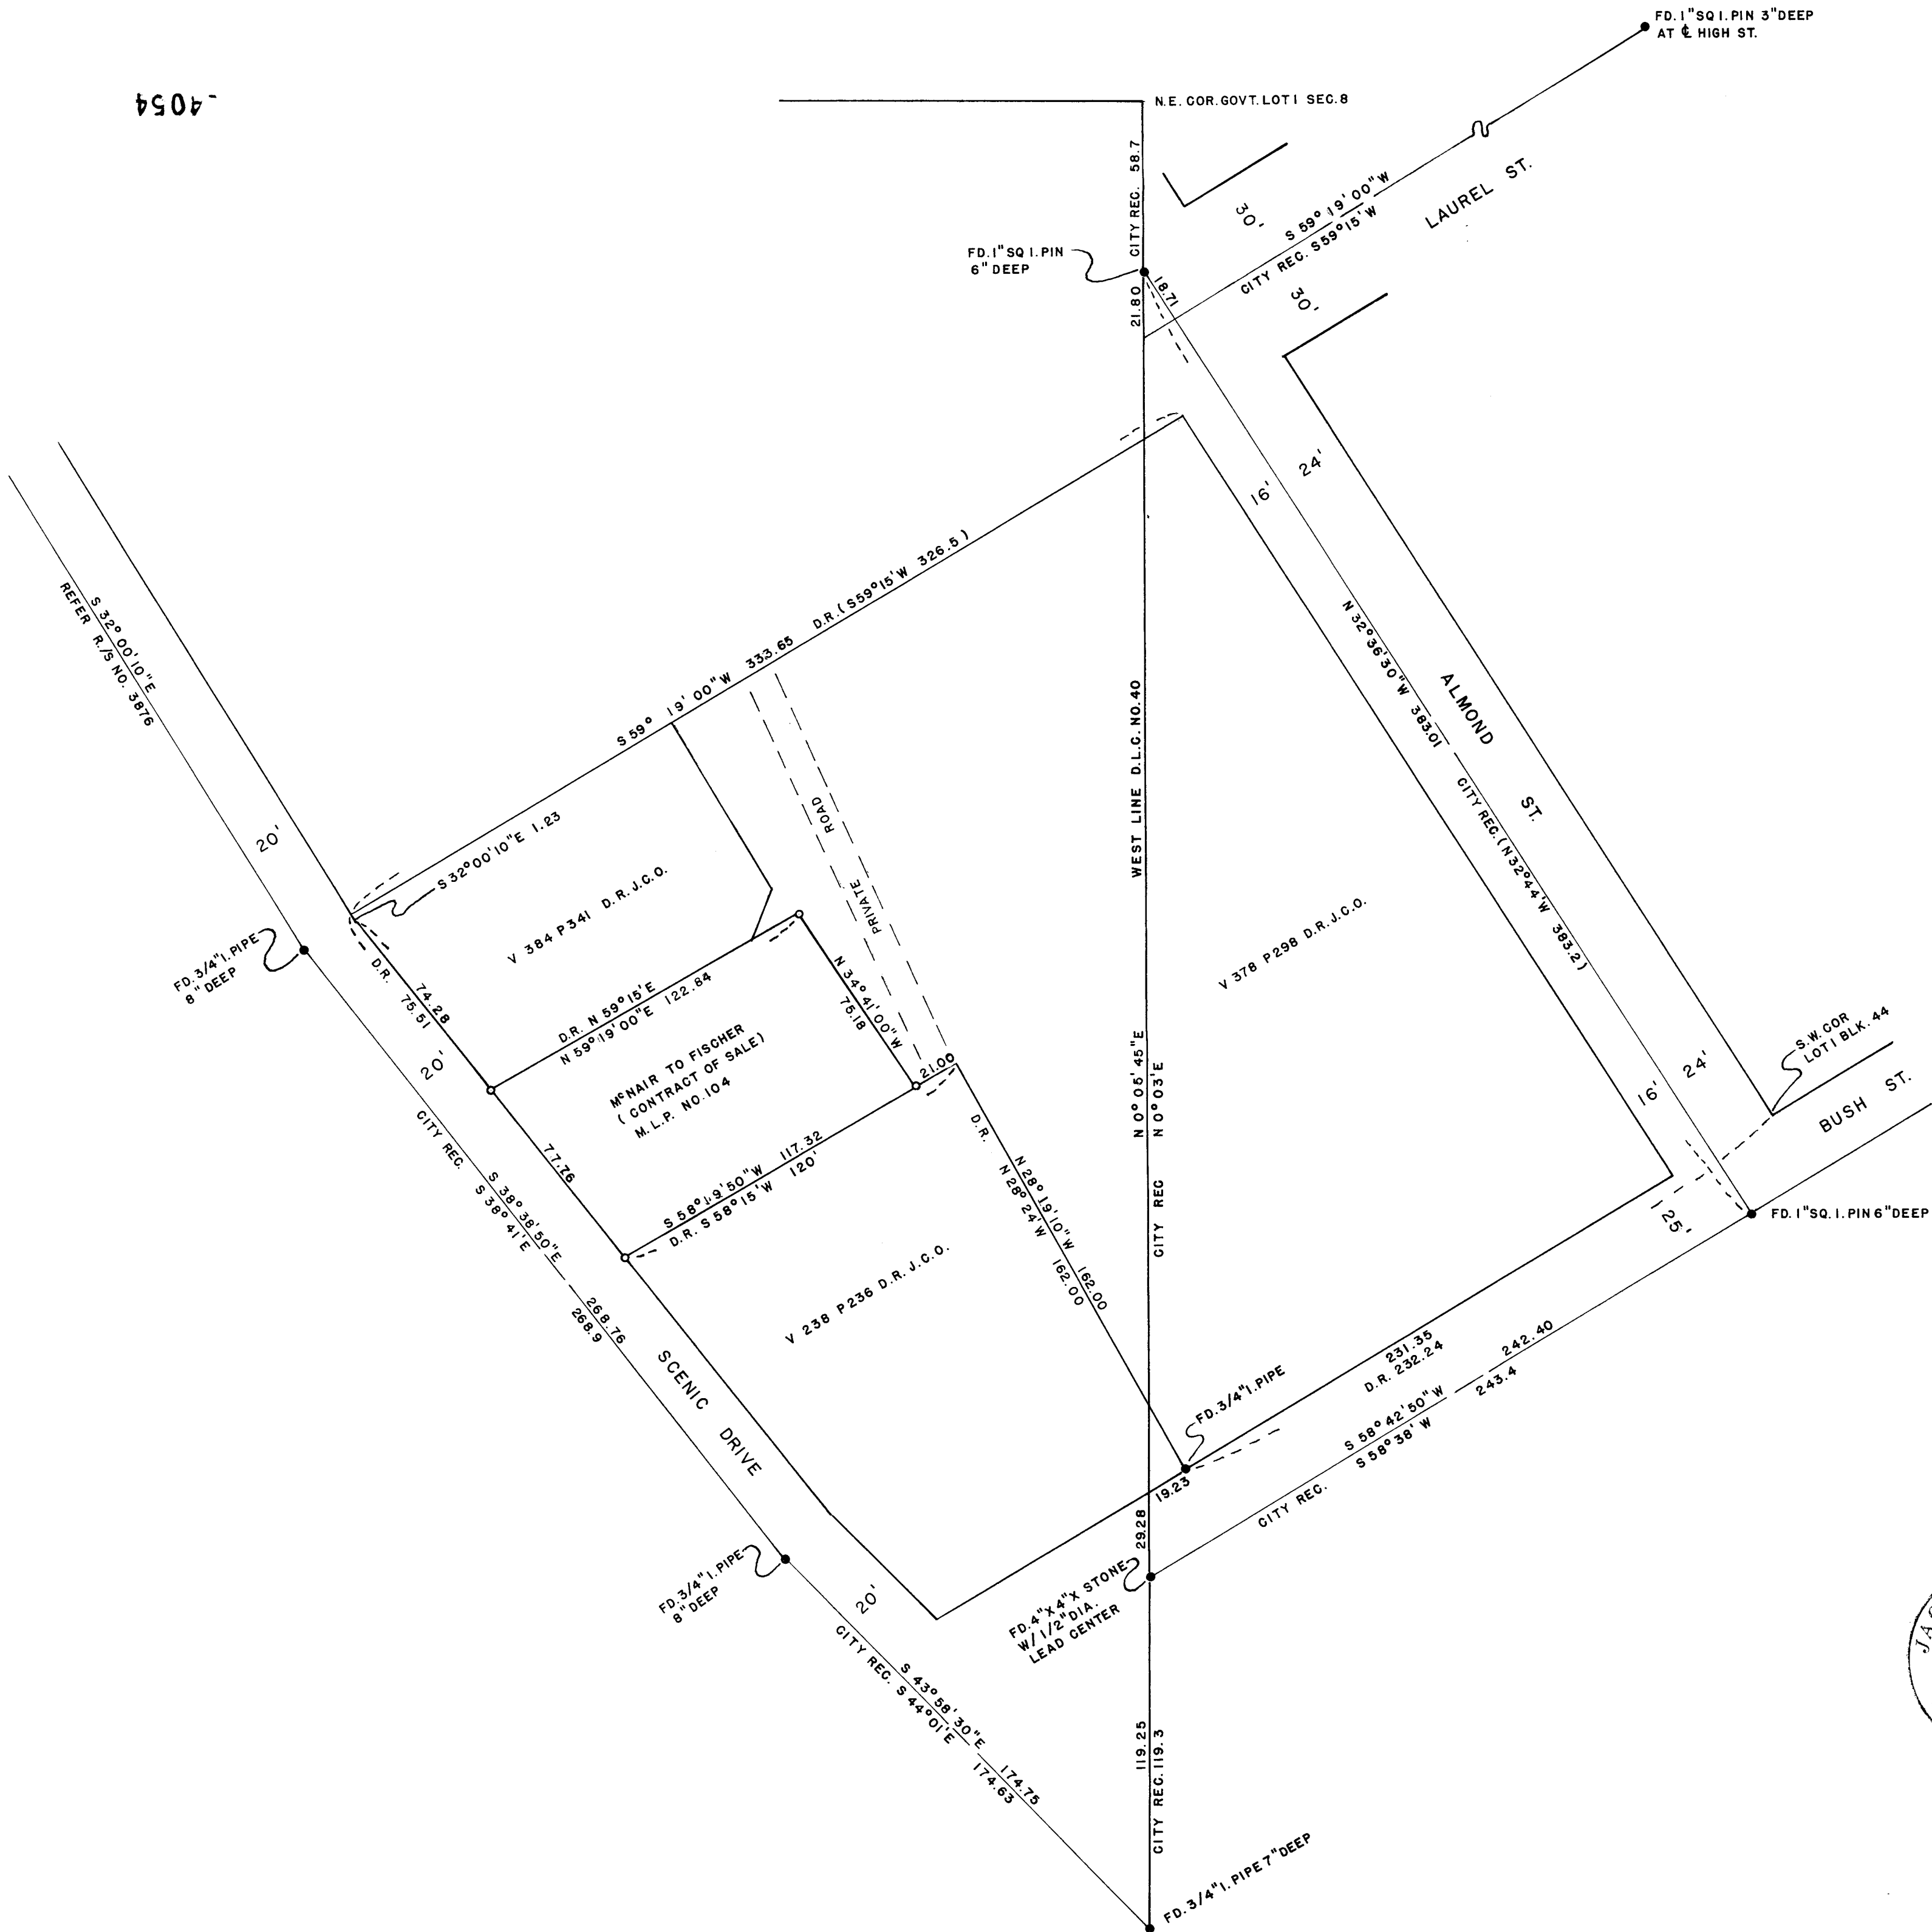 FD. 1" SQ I. PIN 3" DEEP
AT ℄ HIGH ST.
-4054
N.E. COR. GOVT. LOT I SEC. 8
CITY REC. 58.7
30'
S 59° 19' 00" W
CITY REC. S 59° 15' W
LAUREL ST.
FD. 1" SQ I. PIN
6" DEEP
21.80
18.71
30'
24'
16'
D.R. ( S 59° 15' W 326.5 )
S 59° 19' 00" W 333.65
S 32° 00' 10" E
REFER R./S NO. 3876
N 32° 36' 30" W 383.01
CITY REC. ( N 32° 44' W 383.2 )
ALMOND ST.
WEST LINE D.L.C. NO. 40
20'
S 32° 00' 10" E 1.23
V 384 P 341 D.R. J.C.O.
PRIVATE ROAD
V 378 P 298 D.R. J.C.O.
FD. 3/4" I. PIPE
8" DEEP
D.R. 75.51
74.28
D.R. N 59° 15' E
N 59° 19' 00" E 122.84
N 34° 41' 00" W
75.18
McNAIR TO FISCHER
( CONTRACT OF SALE )
M.L.P. NO. 104
21.00
S.W. COR
LOT I BLK. 44
20'
24'
16'
BUSH ST.
N 0° 05' 45" E
N 0° 03' E
CITY REC
D.R.
N 28° 19' 10" W 162.00
N 28° 24' W 162.00
77.76
S 58° 19' 50" W 117.32
D.R. S 58° 15' W 120'
CITY REC.
S 38° 38' 50" E 268.76
S 38° 41' E 268.9
25'
FD. 1" SQ. I. PIN 6" DEEP
V 238 P 236 D.R. J.C.O.
SCENIC DRIVE
231.35
D.R. 232.24
S 58° 42' 50" W 242.40
CITY REC. S 58° 38' W 243.4
FD. 3/4" I. PIPE
19.23
29.28
FD. 3/4" I. PIPE
8" DEEP
20'
FD. 4" X 4" X STONE
W/ 1/2" DIA.
LEAD CENTER
S 43° 58' 30" E 174.75
CITY REC. S 44° 01' E 174.63
119.25
CITY REC. 119.3
FD. 3/4" I. PIPE 7" DEEP